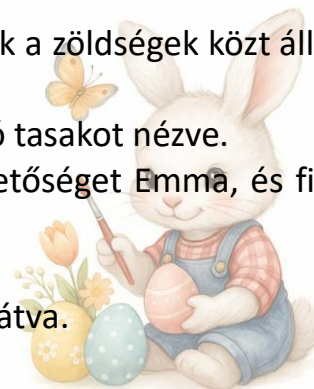 k a zöldségek közt áll
tasakot nézve.
etőséget Emma, és fi
átva.